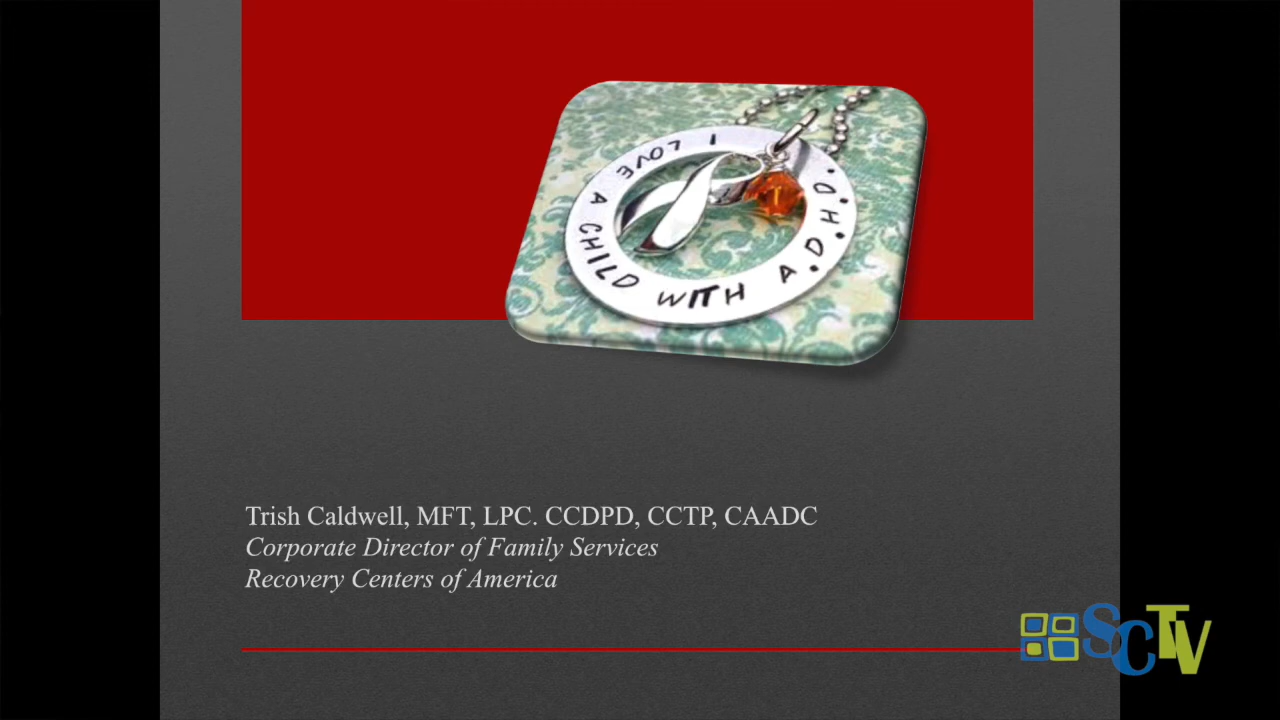 I LOVE A CHILD WITH A.D.H.D.
Trish Caldwell, MFT, LPC. CCDPD, CCTP, CAADC
Corporate Director of Family Services
Recovery Centers of America
SCTV